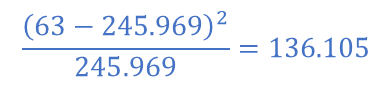 (63 − 245.969)²
245.969
= 136.105